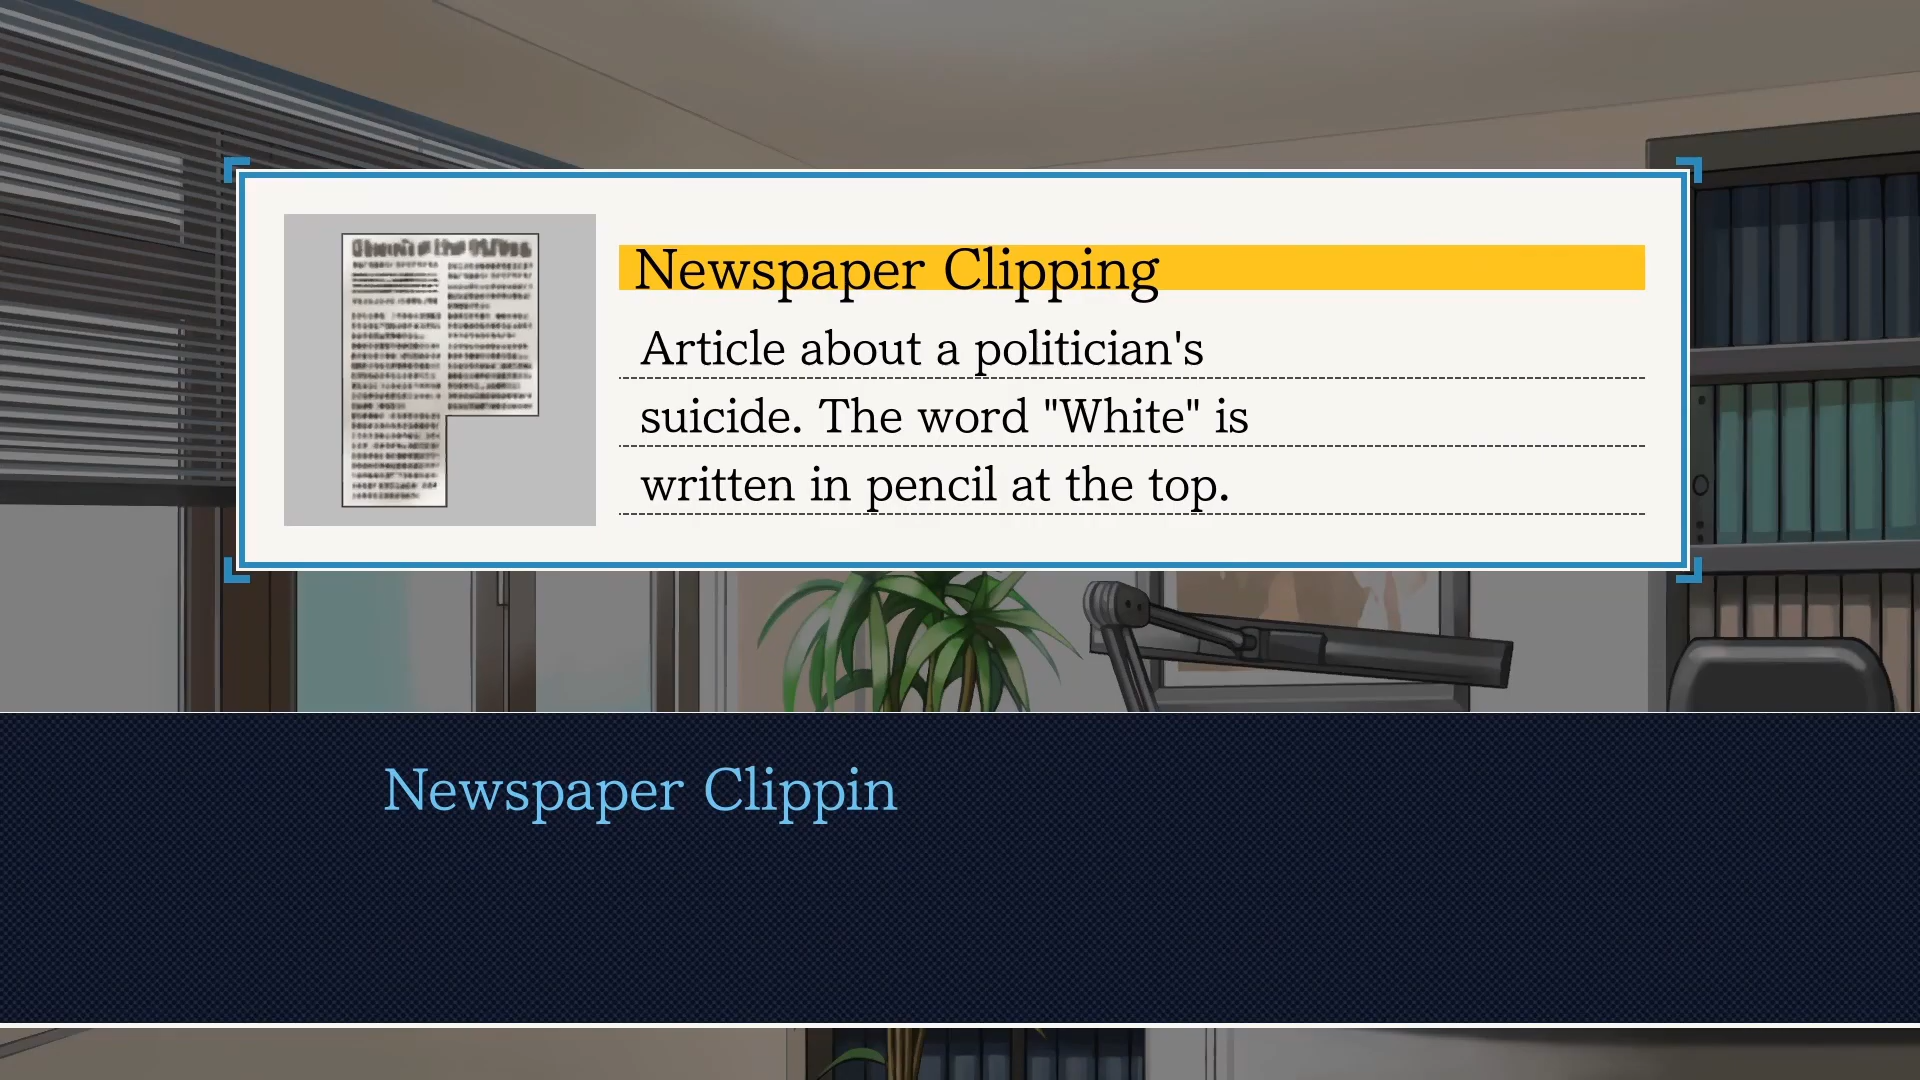 Newspaper Clipping
Article about a politician's
suicide. The word "White" is
written in pencil at the top.
Newspaper Clippin